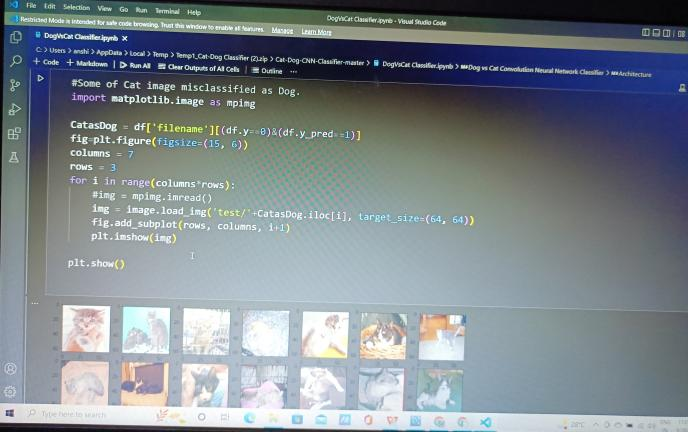 File Edit Selection View Go Run Terminal Help
DogVsCat Classifier.ipynb - Visual Studio Code
Restricted Mode is intended for safe code browsing. Trust this window to enable all features. Manage Learn More
DogVsCat Classifier.ipynb
C: > Users > anshi > AppData > Local > Temp > Temp1_Cat-Dog Classifier (2).zip > Cat-Dog-CNN-Classifier-master > DogVsCat Classifier.ipynb > Dog vs Cat Convolution Neural Network Classifier > Architecture
+ Code + Markdown | Run All Clear Outputs of All Cells | Outline ...
#Some of Cat image misclassified as Dog.
import matplotlib.image as mpimg
CatasDog = df['filename'][(df.y==0)&(df.y_pred==1)]
fig=plt.figure(figsize=(15, 6))
columns = 7
rows = 3
for i in range(columns*rows):
#img = mpimg.imread()
img = image.load_img('test/'+CatasDog.iloc[i], target_size=(64, 64))
fig.add_subplot(rows, columns, i+1)
plt.imshow(img)
plt.show()
Type here to search
28°C
ENG